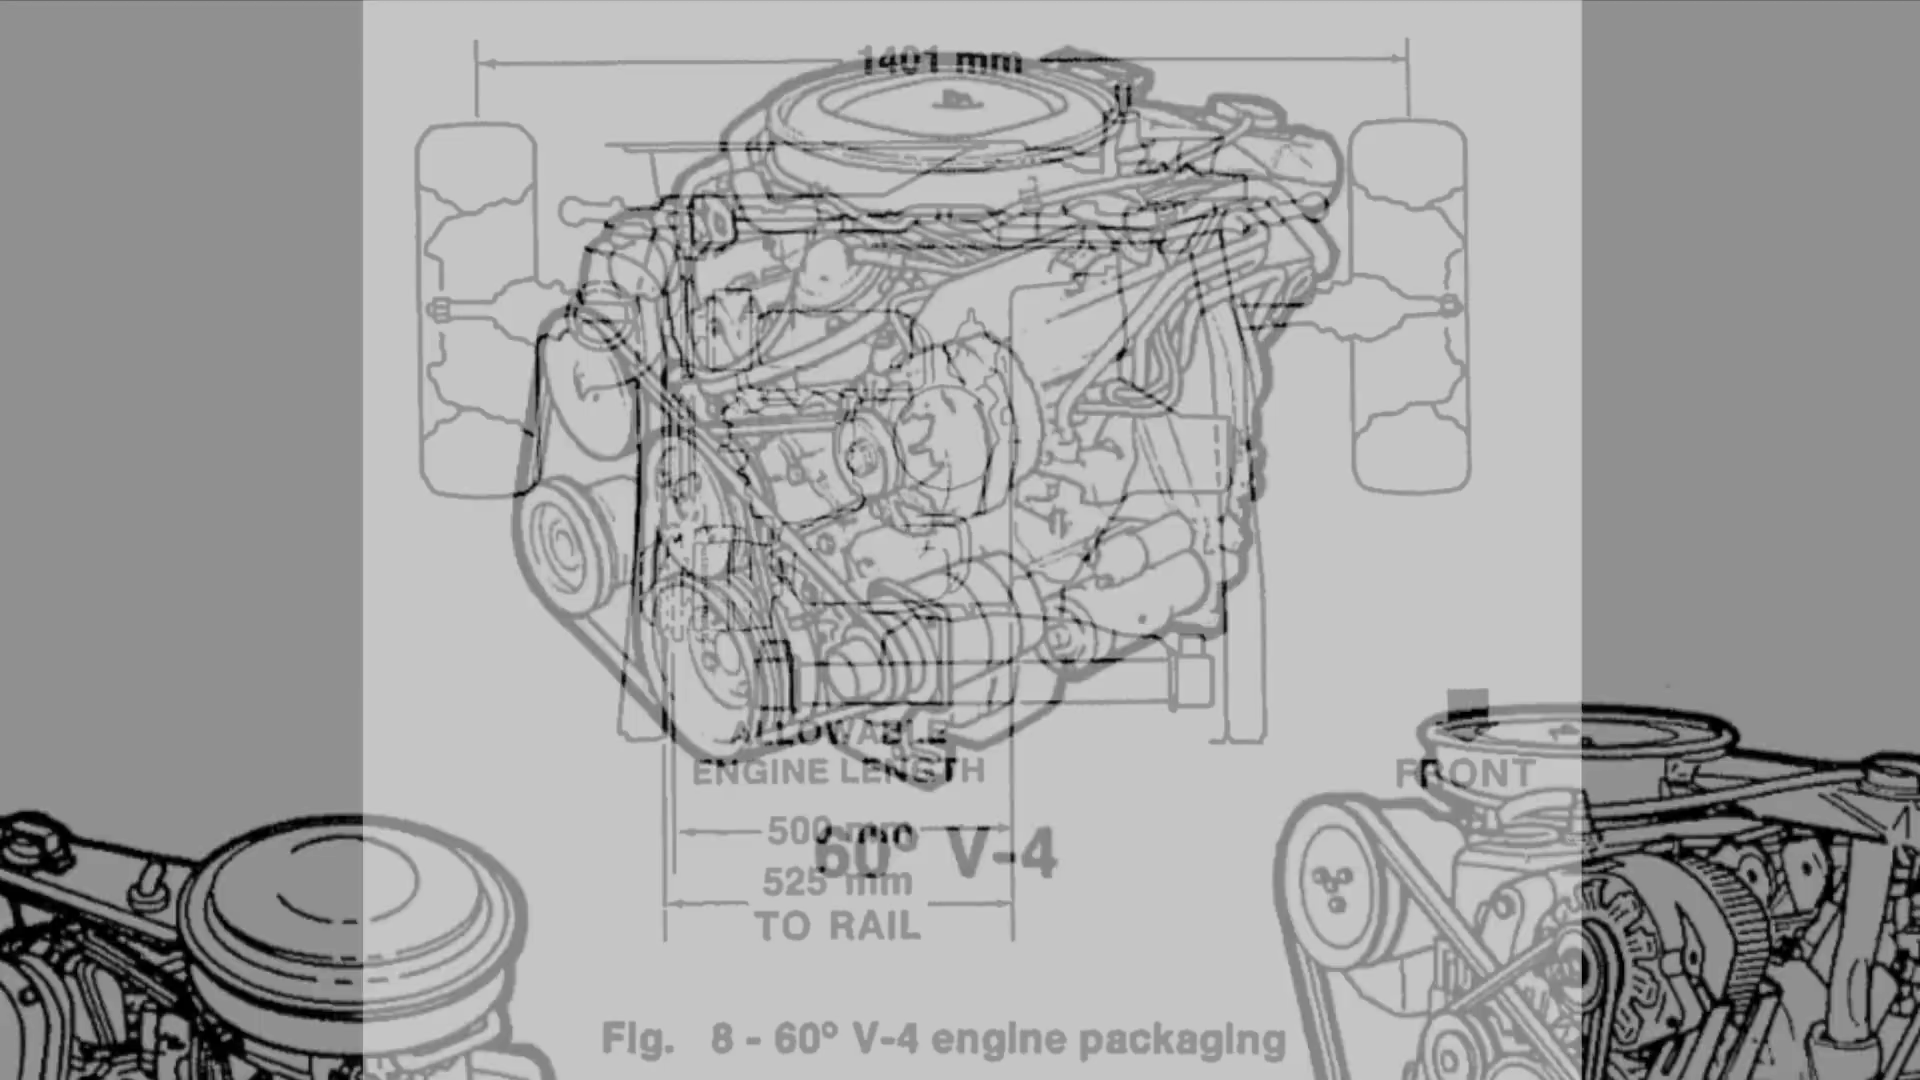 1401 mm
ALLOWABLE
ENGINE LENGTH
FRONT
500 mm
60° V-4
525 mm
TO RAIL
Fig. 8 - 60° V-4 engine packaging